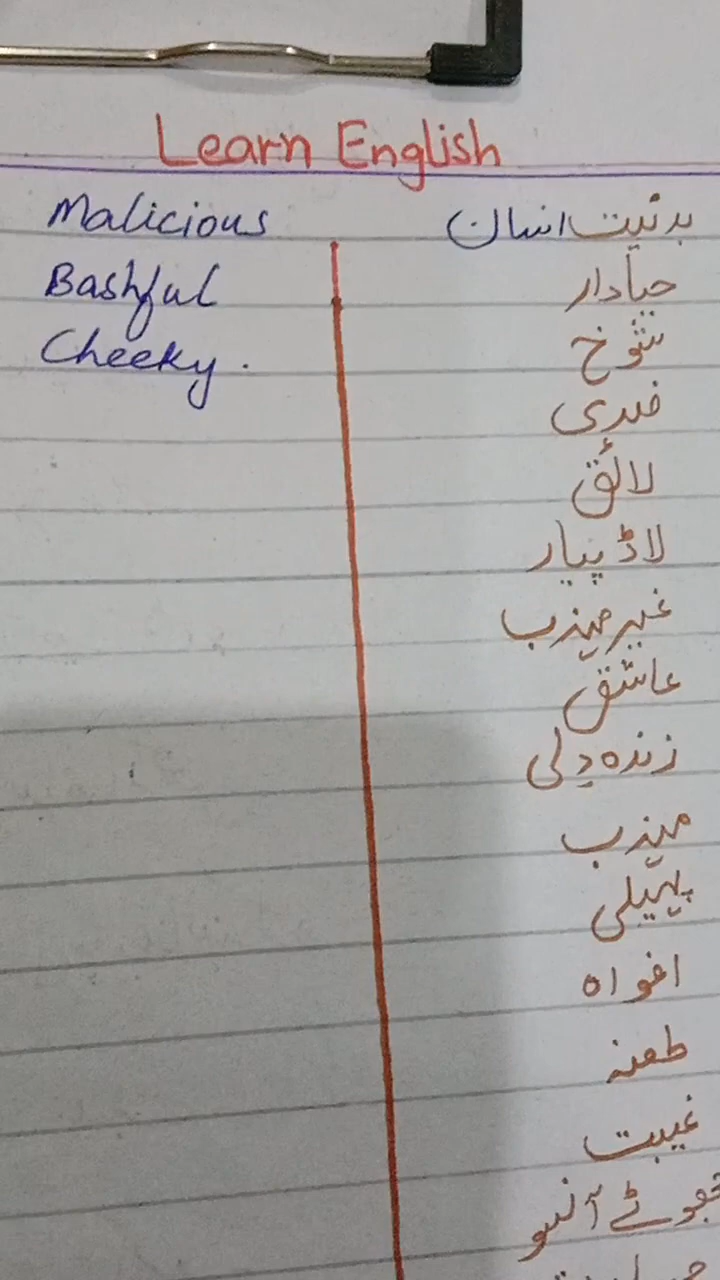 Learn English
Malicious بدنیت انسان
Bashful حیادار
Cheeky. شوخ
ضدی
لائق
لاڈ پیار
غیر مہذب
عاشق
زندہ دلی
مہذب
پہیلی
افواہ
طعنہ
غیبت
جھوٹے آنسو